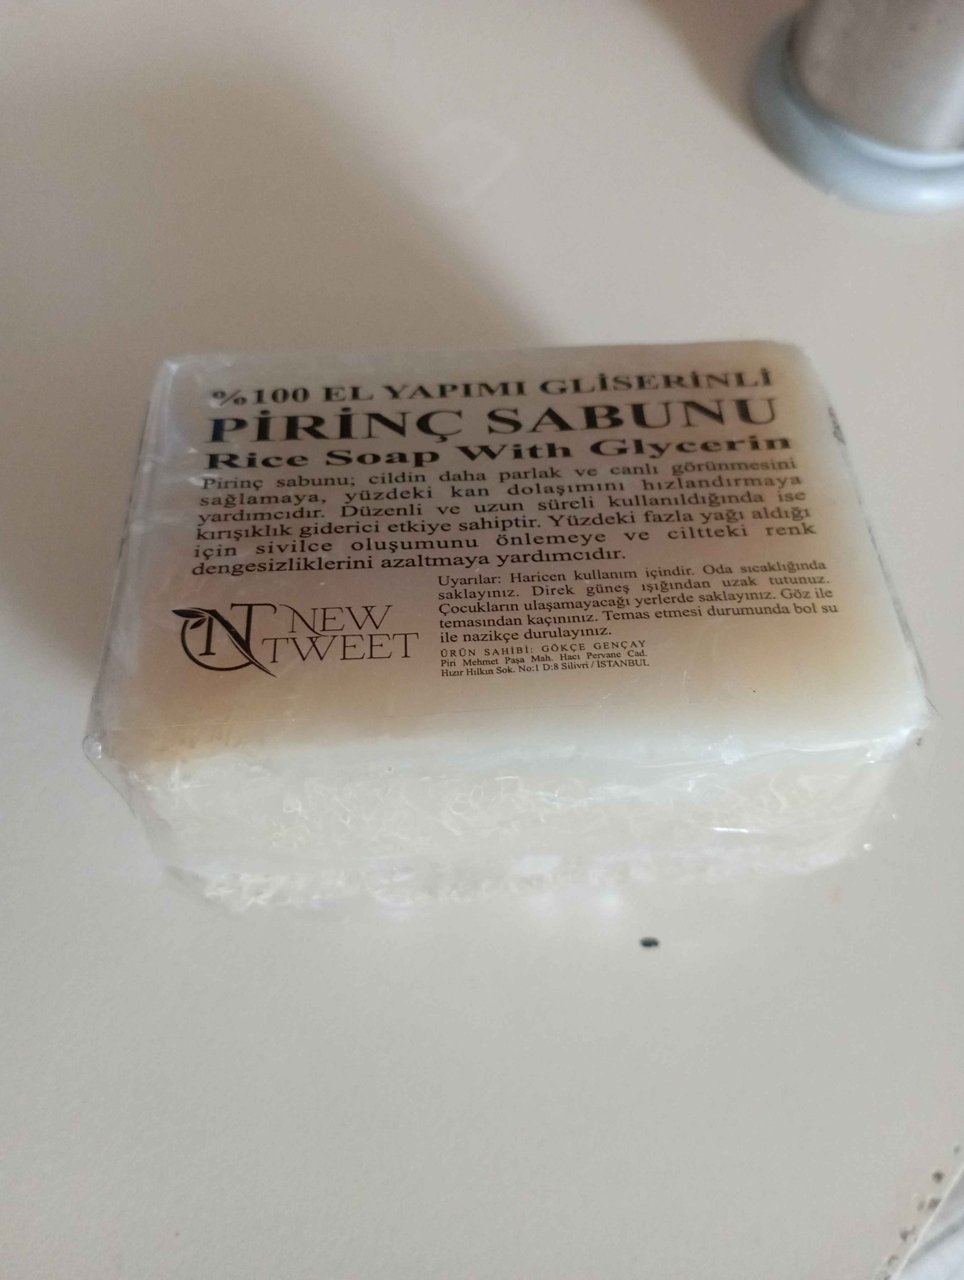 %100 EL YAPIMI GLİSERİNLİ
PİRİNÇ SABUNU
Rice Soap With Glycerin
Pirinç sabunu; cildin daha parlak ve canlı görünmesini
sağlamaya, yüzdeki kan dolaşımını hızlandırmaya
yardımcıdır. Düzenli ve uzun süreli kullanıldığında ise
kırışıklık giderici etkiye sahiptir. Yüzdeki fazla yağı aldığı
için sivilce oluşumunu önlemeye ve ciltteki renk
dengesizliklerini azaltmaya yardımcıdır.
Uyarılar: Haricen kullanım içindir. Oda sıcaklığında
saklayınız. Direk güneş ışığından uzak tutunuz.
Çocukların ulaşamayacağı yerlerde saklayınız. Göz ile
temasından kaçınınız. Temas etmesi durumunda bol su
ile nazikçe durulayınız.
ÜRÜN SAHİBİ: GÖKÇE GENÇAY
Piri Mehmet Paşa Mah. Hacı Pervane Cad.
Hızır Hılkın Sok. No:1 D:8 Silivri / İSTANBUL
NT NEW
TWEET